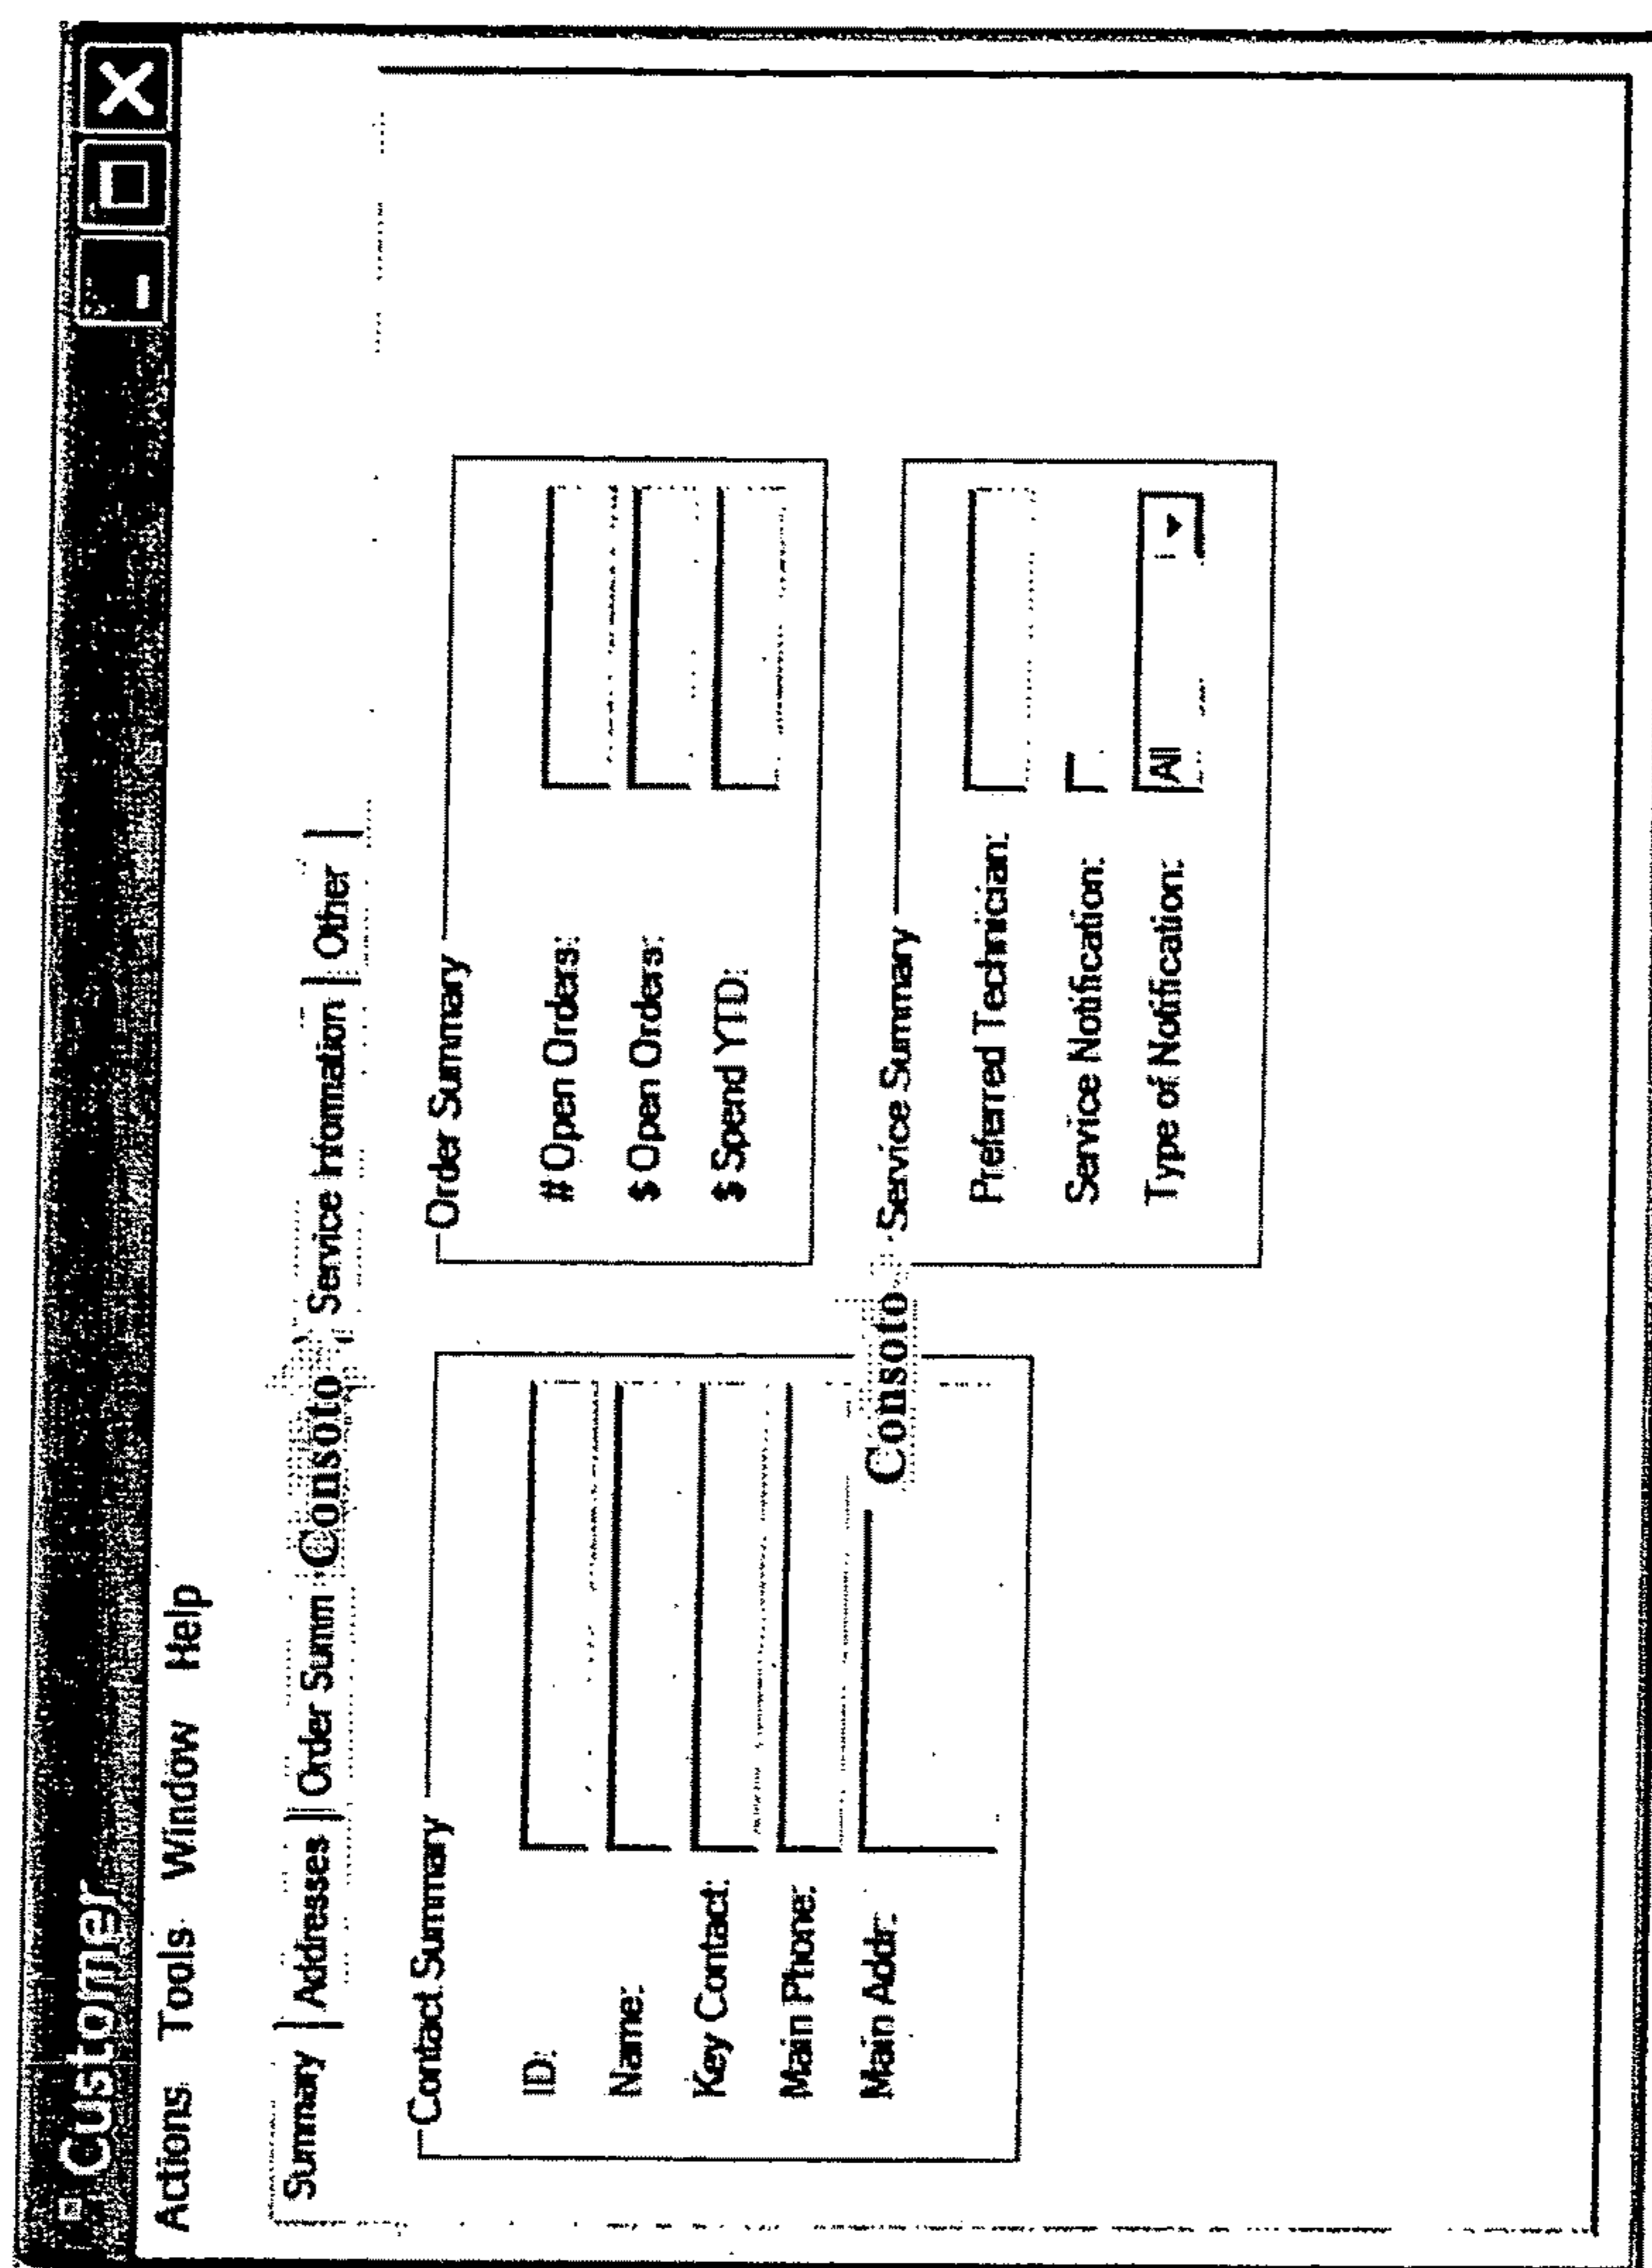 Customer
Actions Tools Window Help
Summary Addresses Order Summ Consoto Service Information Other
Contact Summary
ID:
Name:
Key Contact:
Main Phone:
Main Addr:
Order Summary
# Open Orders:
$ Open Orders:
$ Spend YTD:
Consoto
Service Summary
Preferred Technician:
Service Notification:
Type of Notification: All